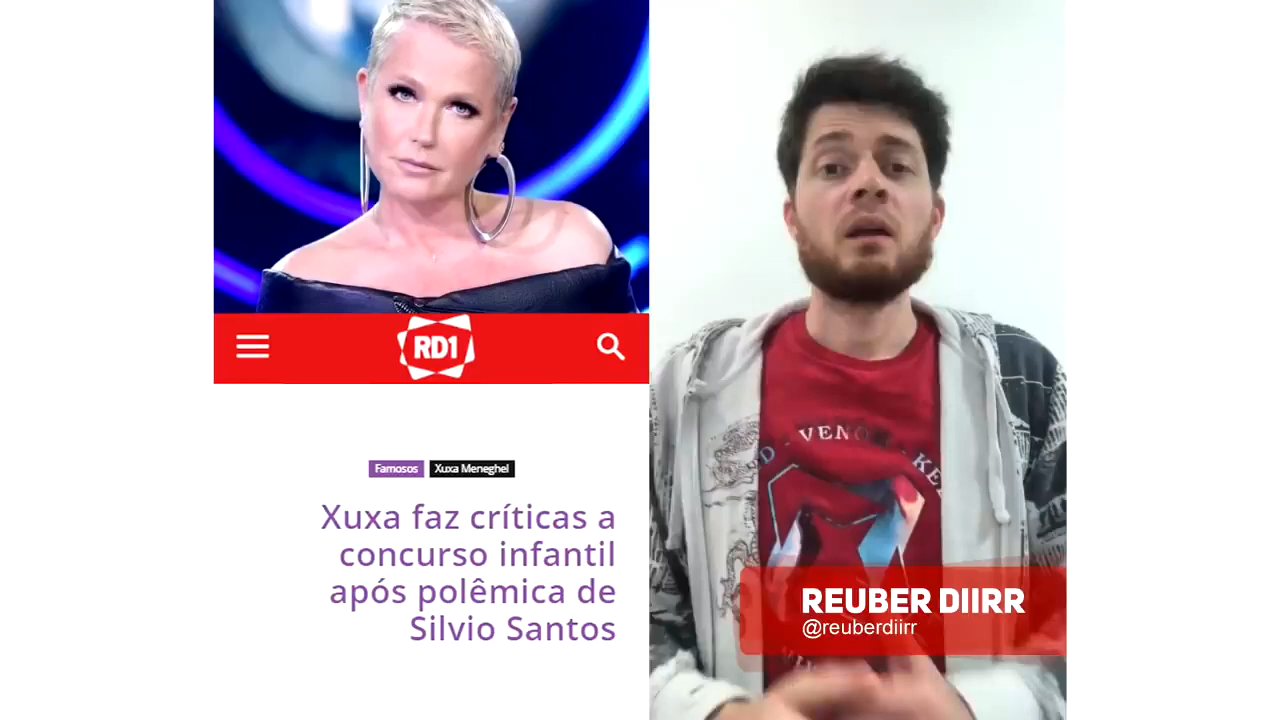 RD1
Famosos
Xuxa Meneghel
Xuxa faz críticas a
concurso infantil
após polêmica de
Silvio Santos
REUBER DIIRR
@reuberdiirr